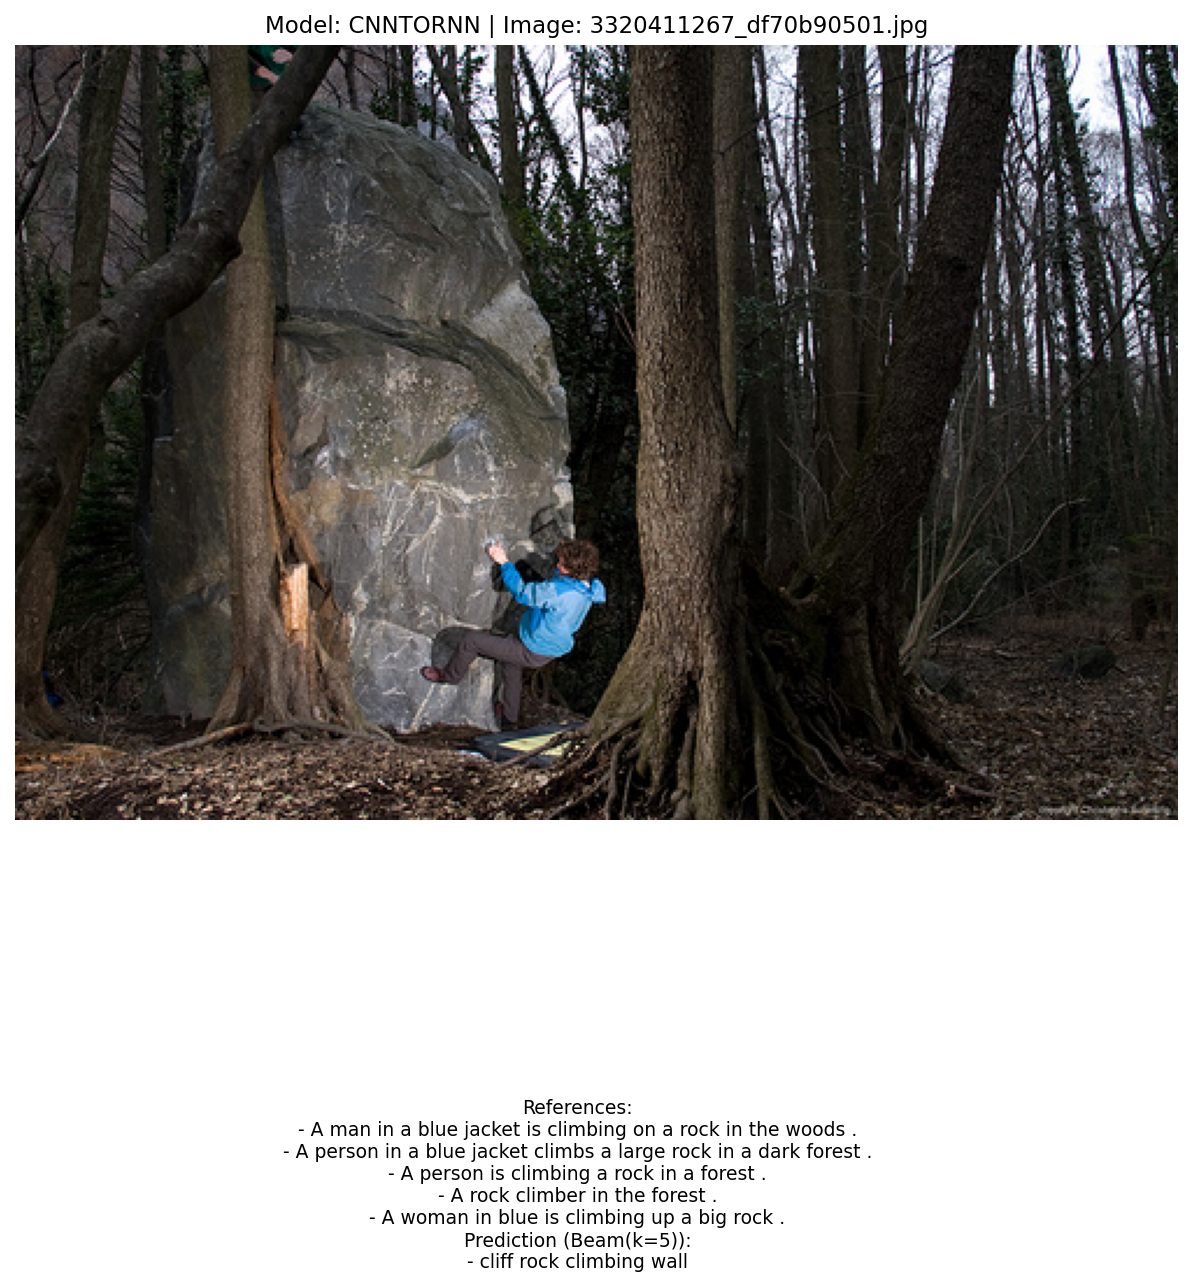 Model: CNNTORNN | Image: 3320411267_df70b90501.jpg
References:
- A man in a blue jacket is climbing on a rock in the woods .
- A person in a blue jacket climbs a large rock in a dark forest .
- A person is climbing a rock in a forest .
- A rock climber in the forest .
- A woman in blue is climbing up a big rock .
Prediction (Beam(k=5)):
- cliff rock climbing wall